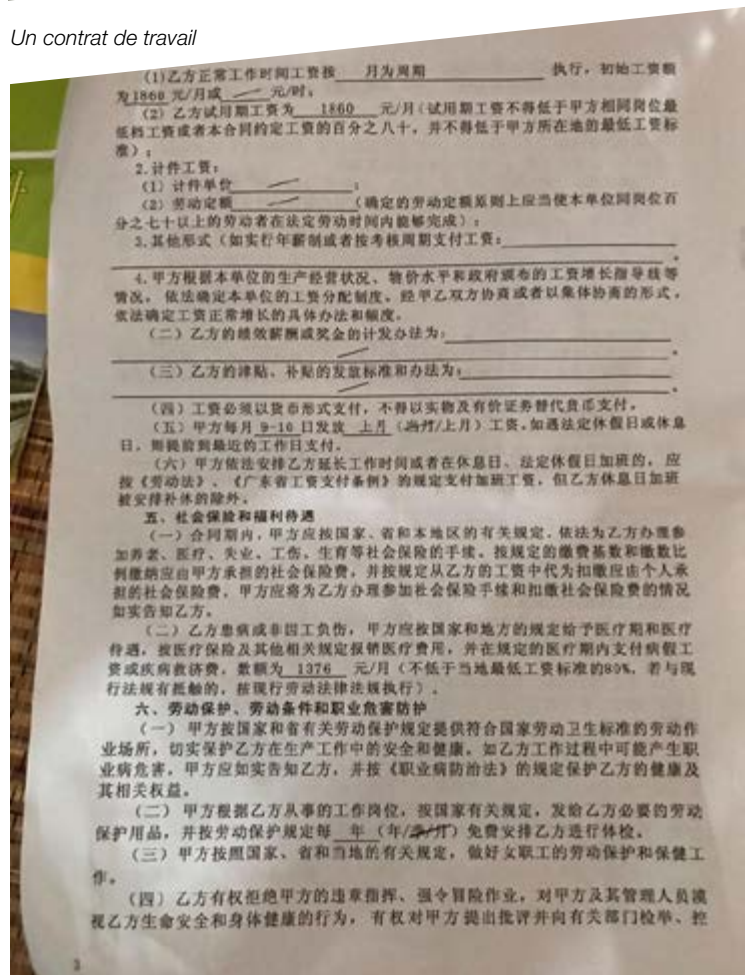 Un contrat de travail
(1)乙方正常工作时间工资按 月为周期 执行，初始工资额
为1860 元/月或 元/时；
(2) 乙方试用期工资为 1860 元/月（试用期工资不得低于甲方相同岗位最
低档工资或者本合同约定工资的百分之八十，并不得低于甲方所在地的最低工资标
准）；
2.计件工资：
(1) 计件单价 ；
(2) 劳动定额 （确定的劳动定额原则上应当使本单位同岗位百
分之七十以上的劳动者在法定劳动时间内能够完成）；
3.其他形式（如实行年薪制或者按考核周期支付工资：
。
4.甲方根据本单位的生产经营状况、物价水平和政府颁布的工资增长指导线等
情况，依法确定本单位的工资分配制度。经甲乙双方协商或者以集体协商的形式，
依法确定工资正常增长的具体办法和幅度。
(二) 乙方的绩效薪酬或奖金的计发办法为：
。
(三) 乙方的津贴、补贴的发放标准和办法为：
。
(四) 工资必须以货币形式支付，不得以实物及有价证券替代货币支付。
(五) 甲方每月 9-10 日发放 上月（当月/上月）工资。如遇法定休假日或休息
日，则提前到最近的工作日支付。
(六) 甲方依法安排乙方延长工作时间或者在休息日、法定休假日加班的，应
按《劳动法》、《广东省工资支付条例》的规定支付加班工资，但乙方休息日加班
被安排补休的除外。
五、社会保险和福利待遇
(一) 合同期内，甲方应按国家、省和本地区的有关规定，依法为乙方办理参
加养老、医疗、失业、工伤、生育等社会保险的手续。按规定的缴费基数和缴数比
例缴纳应由甲方承担的社会保险费，并按规定从乙方的工资中代为扣缴应由个人承
担的社会保险费。甲方应将为乙方办理参加社会保险手续和扣缴社会保险费的情况
如实告知乙方。
(二) 乙方患病或非因工负伤，甲方应按国家和地方的规定给予医疗期和医疗
待遇，按医疗保险及其他相关规定报销医疗费用，并在规定的医疗期内支付病假工
资或疾病救济费。数额为 1376 元/月（不低于当地最低工资标准的80%，若与现
行法规有抵触的，按现行劳动法律法规执行）。
六、劳动保护、劳动条件和职业危害防护
(一) 甲方按国家和省有关劳动保护规定提供符合国家劳动卫生标准的劳动作
业场所，切实保护乙方在生产工作中的安全和健康。如乙方工作过程中可能产生职
业病危害，甲方应如实告知乙方，并按《职业病防治法》的规定保护乙方的健康及
其相关权益。
(二) 甲方根据乙方从事的工作岗位，按国家有关规定，发给乙方必要的劳动
保护用品，并按劳动保护规定每 年（年/季/月）免费安排乙方进行体检。
(三) 甲方按照国家、省和当地的有关规定，做好女职工的劳动保护和保健工
作。
(四) 乙方有权拒绝甲方的违章指挥、强令冒险作业，对甲方及其管理人员漠
视乙方生命安全和身体健康的行为，有权对甲方提出批评并向有关部门检举、控
3